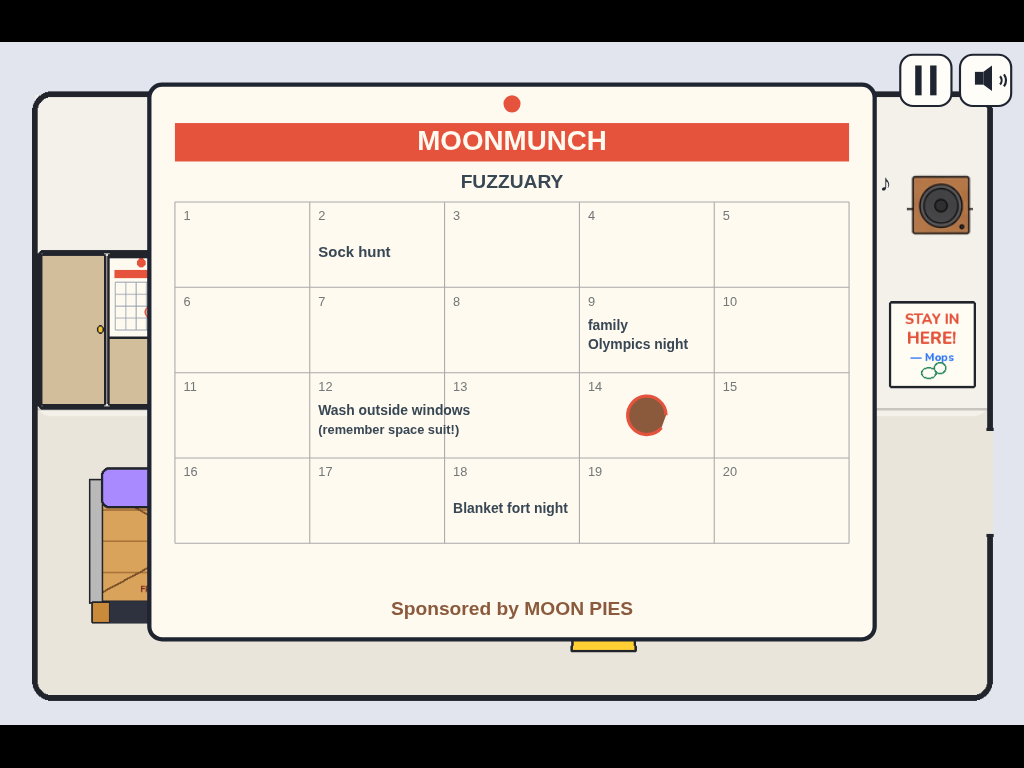 MOONMUNCH
FUZZUARY
1 2 3 4 5
Sock hunt
6 7 8 9 10
family
Olympics night
11 12 13 14 15
Wash outside windows
(remember space suit!)
16 17 18 19 20
Blanket fort night
Sponsored by MOON PIES
STAY IN
HERE!
— Mops